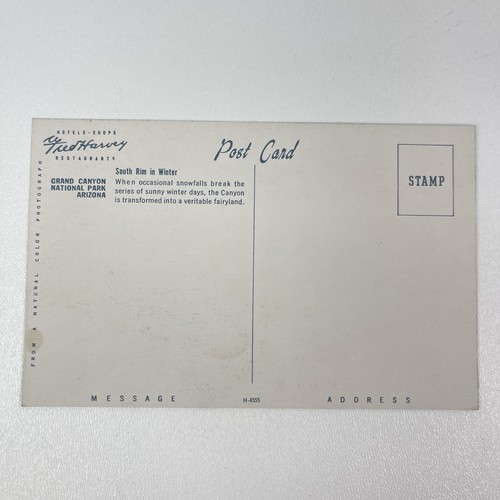 HOTELS - SHOPS
Fred Harvey
RESTAURANTS
Post Card
STAMP
GRAND CANYON
NATIONAL PARK
ARIZONA
South Rim in Winter
When occasional snowfalls break the
series of sunny winter days, the Canyon
is transformed into a veritable fairyland.
FROM A NATURAL COLOR PHOTOGRAPH
MESSAGE
H-4555
ADDRESS